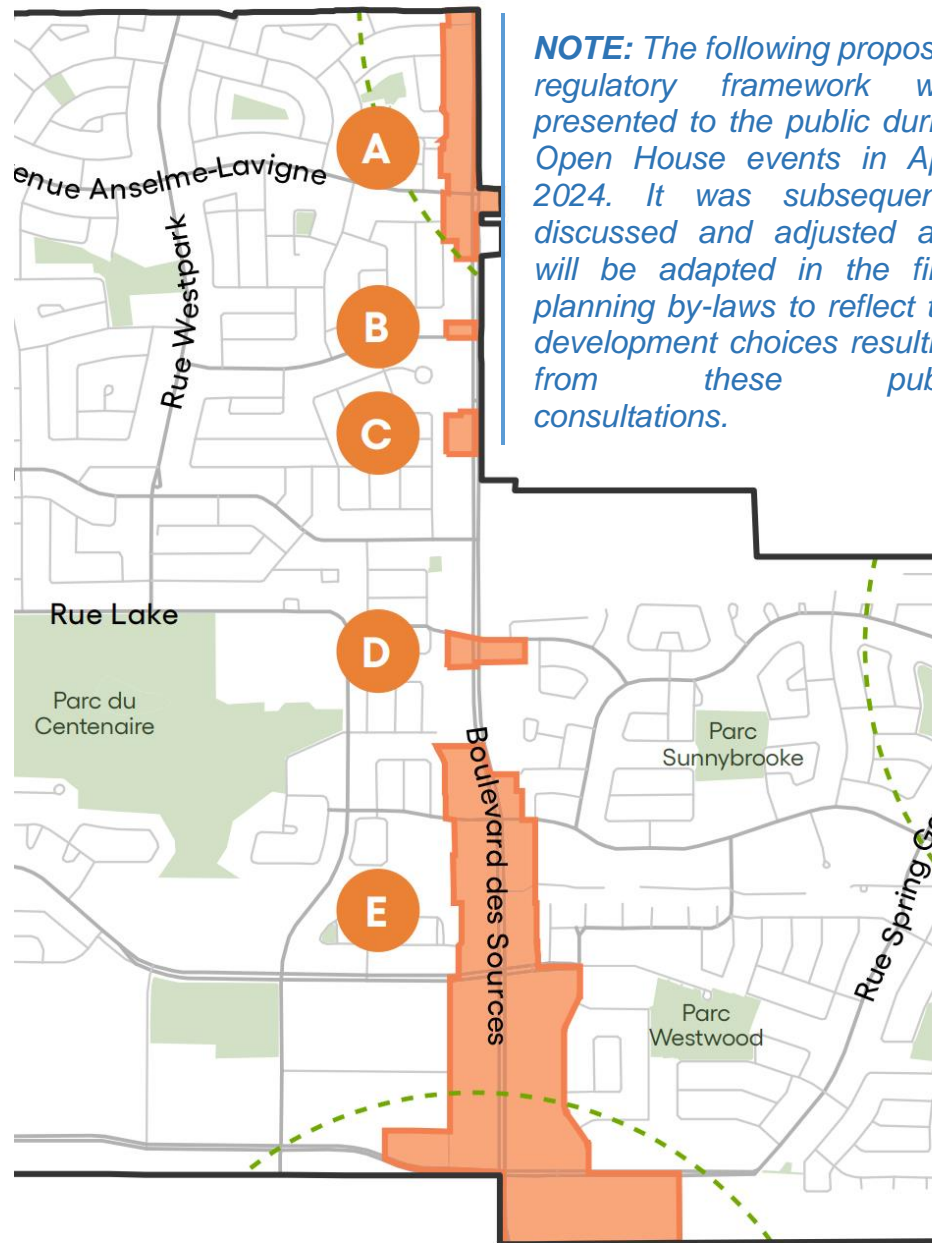 NOTE: The following propos
regulatory framework w
presented to the public duri
Open House events in Ap
2024. It was subsequen
discussed and adjusted a
will be adapted in the fi
planning by-laws to reflect t
development choices resulti
from these pub
consultations.
A
enue Anselme-Lavigne
Rue Westpark
B
C
Rue Lake
D
Parc du
Centenaire
Parc
Sunnybrooke
Boulevard des Sources
E
Rue Spring
Parc
Westwood